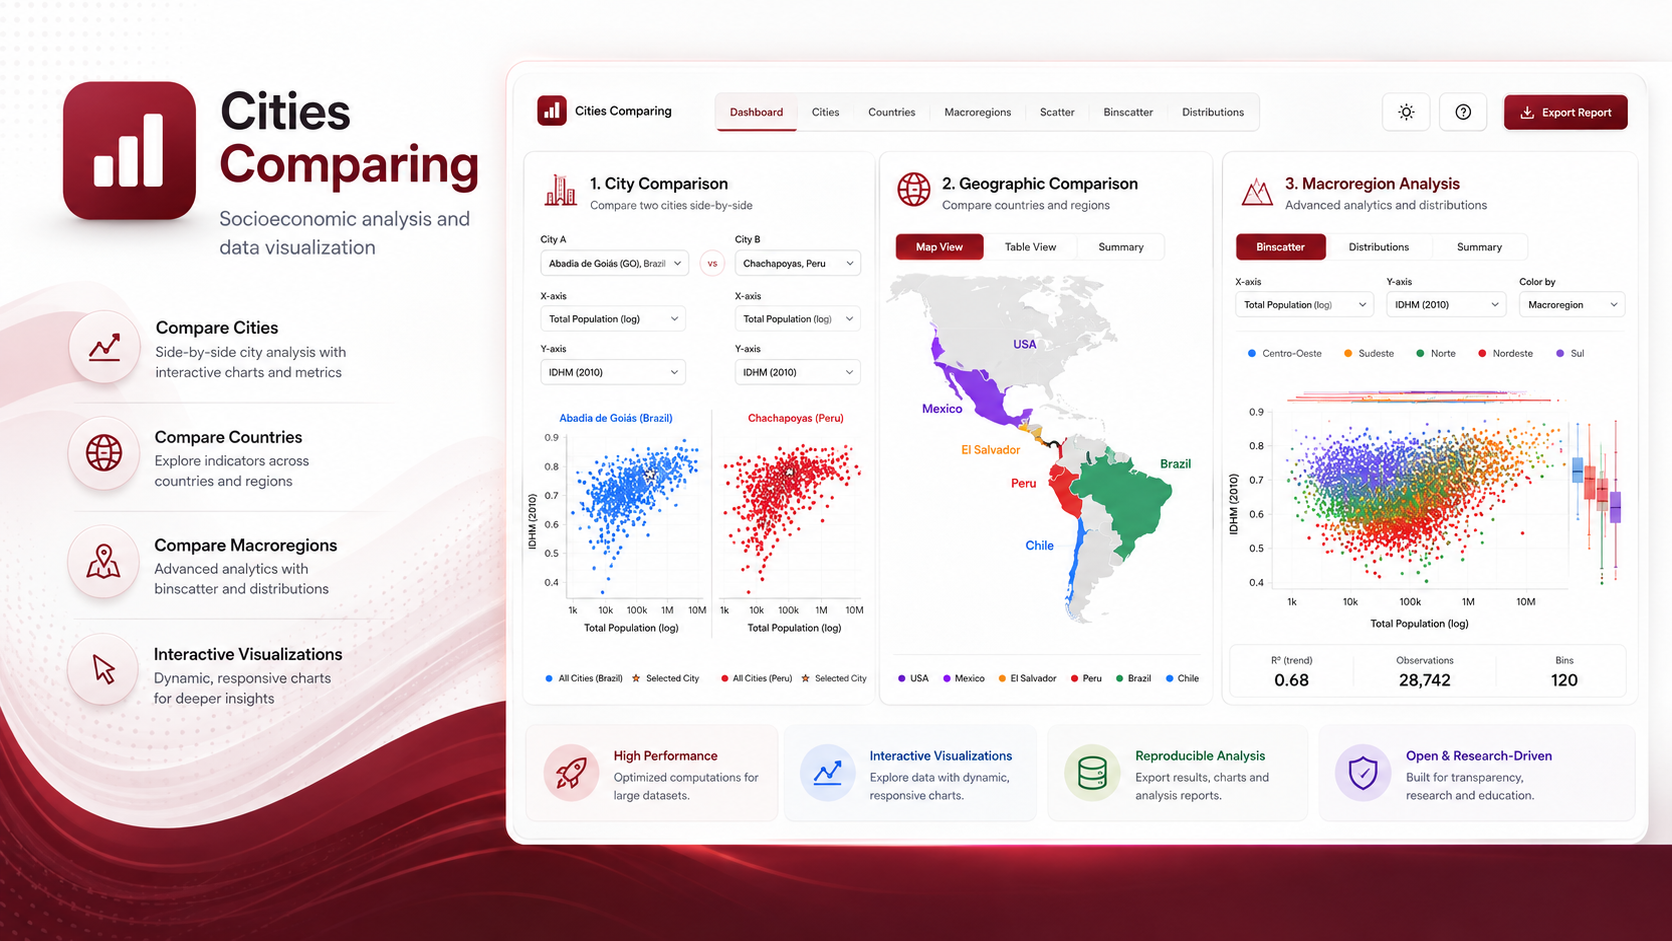 Cities
Comparing
Socioeconomic analysis and
data visualization
Compare Cities
Side-by-side city analysis with
interactive charts and metrics
Compare Countries
Explore indicators across
countries and regions
Compare Macroregions
Advanced analytics with
binscatter and distributions
Interactive Visualizations
Dynamic, responsive charts
for deeper insights
Cities Comparing
Dashboard Cities Countries Macroregions Scatter Binscatter Distributions
Export Report
1. City Comparison
Compare two cities side-by-side
City A City B
Abadia de Goiás (GO), Brazil vs Chachapoyas, Peru
X-axis X-axis
Total Population (log) Total Population (log)
Y-axis Y-axis
IDHM (2010) IDHM (2010)
Abadia de Goiás (Brazil) Chachapoyas (Peru)
0.9
0.8
0.7
0.6
0.5
0.4
IDHM (2010)
1k 10k 100k 1M 10M 1k 10k 100k 1M 10M
Total Population (log) Total Population (log)
All Cities (Brazil) Selected City All Cities (Peru) Selected City
2. Geographic Comparison
Compare countries and regions
Map View Table View Summary
USA
Mexico
El Salvador
Brazil
Peru
Chile
USA Mexico El Salvador Peru Brazil Chile
3. Macroregion Analysis
Advanced analytics and distributions
Binscatter Distributions Summary
X-axis Y-axis Color by
Total Population (log) IDHM (2010) Macroregion
Centro-Oeste Sudeste Norte Nordeste Sul
0.9
0.8
0.7
0.6
0.5
0.4
IDHM (2010)
1k 10k 100k 1M 10M
Total Population (log)
R² (trend) Observations Bins
0.68 28,742 120
High Performance
Optimized computations for
large datasets.
Interactive Visualizations
Explore data with dynamic,
responsive charts.
Reproducible Analysis
Export results, charts and
analysis reports.
Open & Research-Driven
Built for transparency,
research and education.